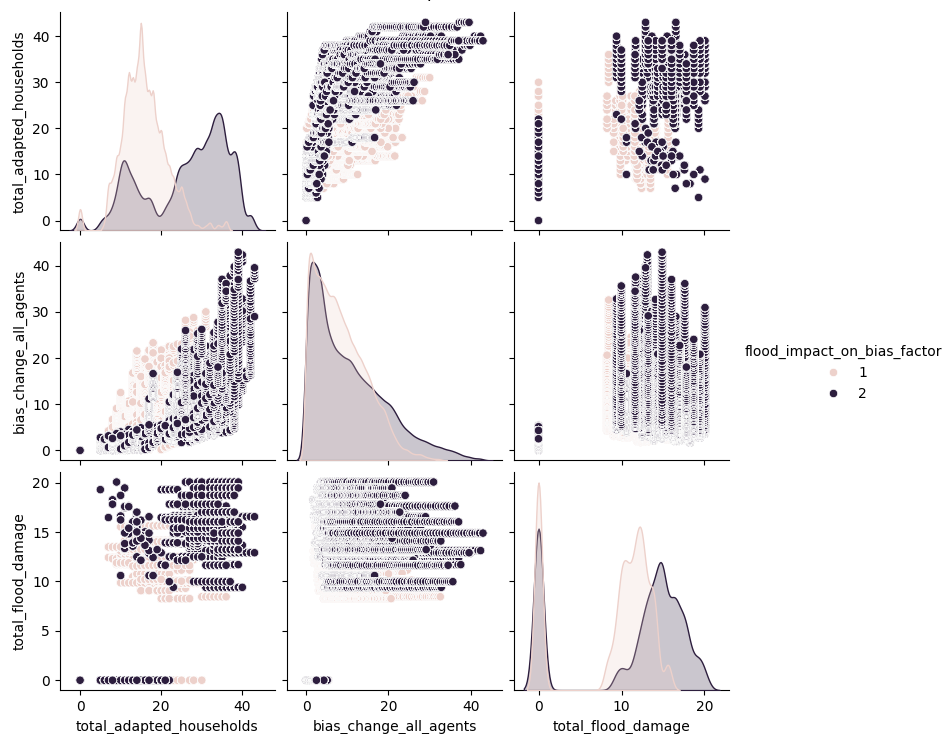 total_adapted_households
40
30
20
10
0
bias_change_all_agents
40
30
20
10
0
flood_impact_on_bias_factor
1
2
total_flood_damage
20
15
10
5
0
0 20 40
0 20 40
0 10 20
total_adapted_households
bias_change_all_agents
total_flood_damage